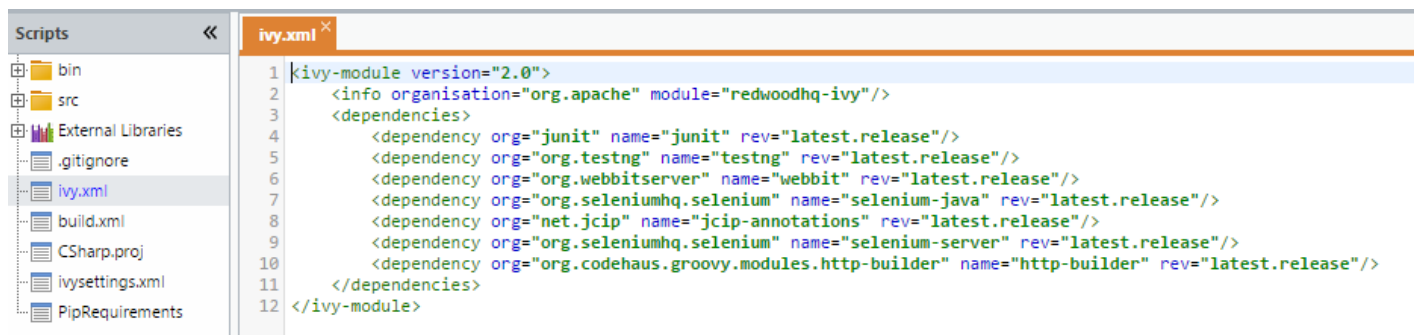 Scripts «
bin
src
External Libraries
.gitignore
ivy.xml
build.xml
CSharp.proj
ivysettings.xml
PipRequirements
ivy.xml ×
1 <ivy-module version="2.0">
2 <info organisation="org.apache" module="redwoodhq-ivy"/>
3 <dependencies>
4 <dependency org="junit" name="junit" rev="latest.release"/>
5 <dependency org="org.testng" name="testng" rev="latest.release"/>
6 <dependency org="org.webbitserver" name="webbit" rev="latest.release"/>
7 <dependency org="org.seleniumhq.selenium" name="selenium-java" rev="latest.release"/>
8 <dependency org="net.jcip" name="jcip-annotations" rev="latest.release"/>
9 <dependency org="org.seleniumhq.selenium" name="selenium-server" rev="latest.release"/>
10 <dependency org="org.codehaus.groovy.modules.http-builder" name="http-builder" rev="latest.release"/>
11 </dependencies>
12 </ivy-module>